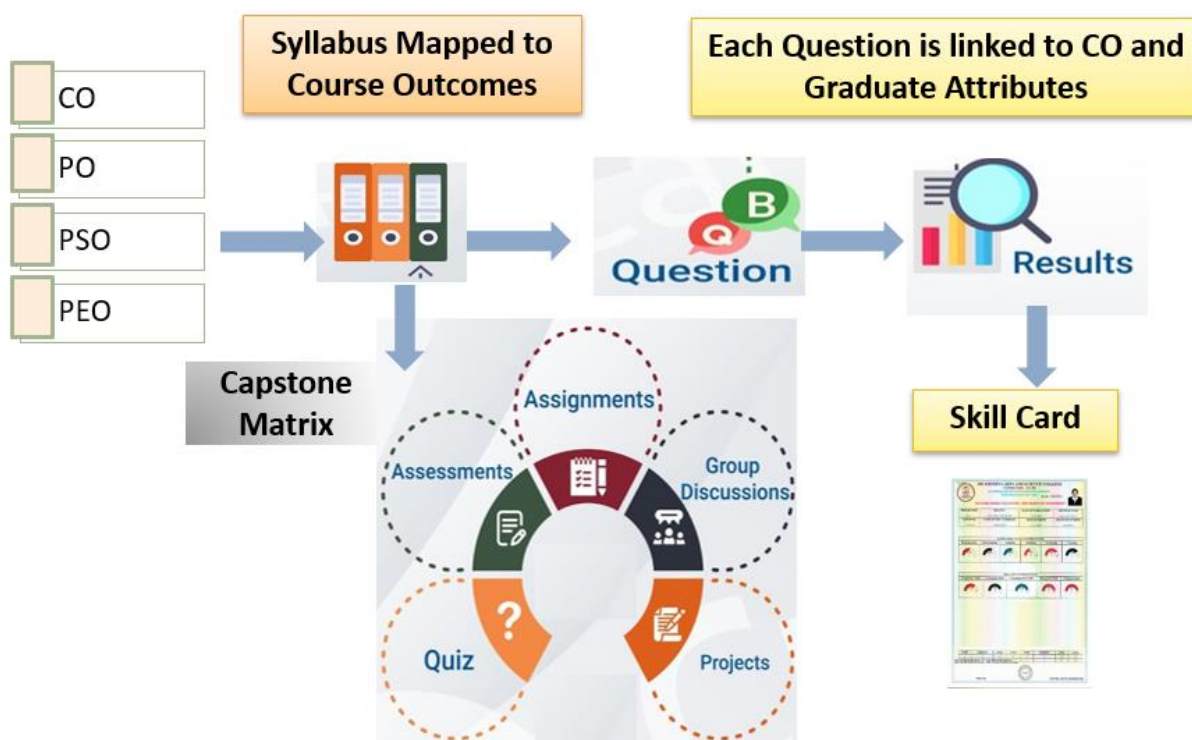 Syllabus Mapped to
Course Outcomes
Each Question is linked to CO and
Graduate Attributes
CO
PO
PSO
PEO
Q
B
Question
Results
Capstone
Matrix
Assignments
Assessments
Group
Discussions
?
Quiz
Projects
Skill Card